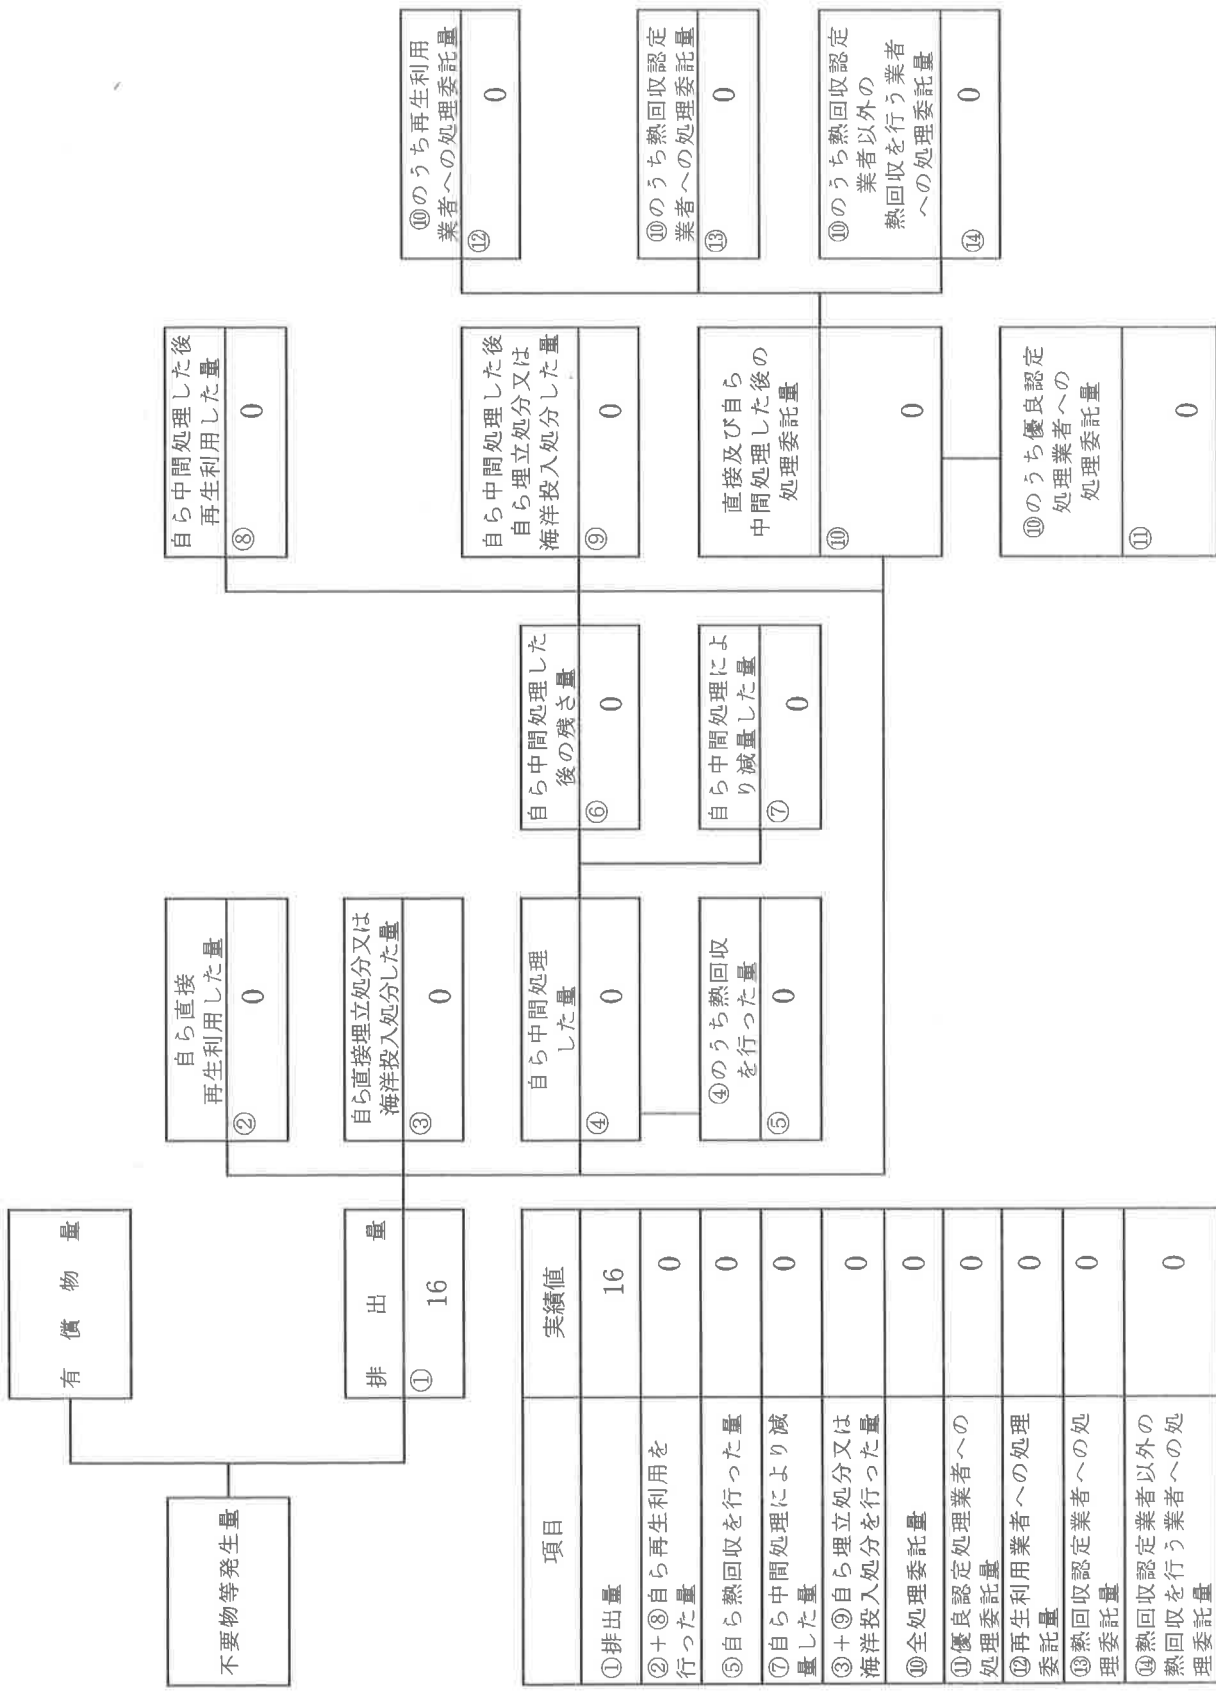 不要物等発生量
有償物量
排出量
①
16
自ら直接
再生利用した量
②
0
自ら直接埋立処分又は
海洋投入処分した量
③
0
自ら中間処理
した量
④
0
④のうち熱回収
を行った量
⑤
0
自ら中間処理した
後の残さ量
⑥
0
自ら中間処理によ
り減量した量
⑦
0
自ら中間処理した後
再生利用した量
⑧
0
自ら中間処理した後
自ら埋立処分又は
海洋投入処分した量
⑨
0
直接及び自ら
中間処理した後の
処理委託量
⑩
0
⑩のうち優良認定
処理業者への
処理委託量
⑪
0
⑩のうち再生利用
業者への処理委託量
⑫
0
⑩のうち熱回収認定
業者への処理委託量
⑬
0
⑩のうち熱回収認定
業者以外の
熱回収を行う業者
への処理委託量
⑭
0
項目 実績値
①排出量 16
②+⑧自ら再生利用を
行った量 0
⑤自ら熱回収を行った量 0
⑦自ら中間処理により減
量した量 0
③+⑨自ら埋立処分又は
海洋投入処分を行った量 0
⑩全処理委託量 0
⑪優良認定処理業者への
処理委託量 0
⑫再生利用業者への処理
委託量 0
⑬熱回収認定業者への処
理委託量 0
⑭熱回収認定業者以外の
熱回収を行う業者への処
理委託量 0